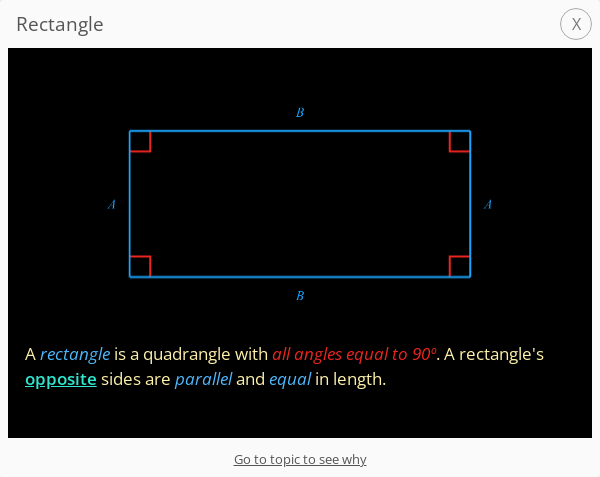 Rectangle
X
B
A
A
B
A rectangle is a quadrangle with all angles equal to 90º. A rectangle's
opposite sides are parallel and equal in length.
Go to topic to see why